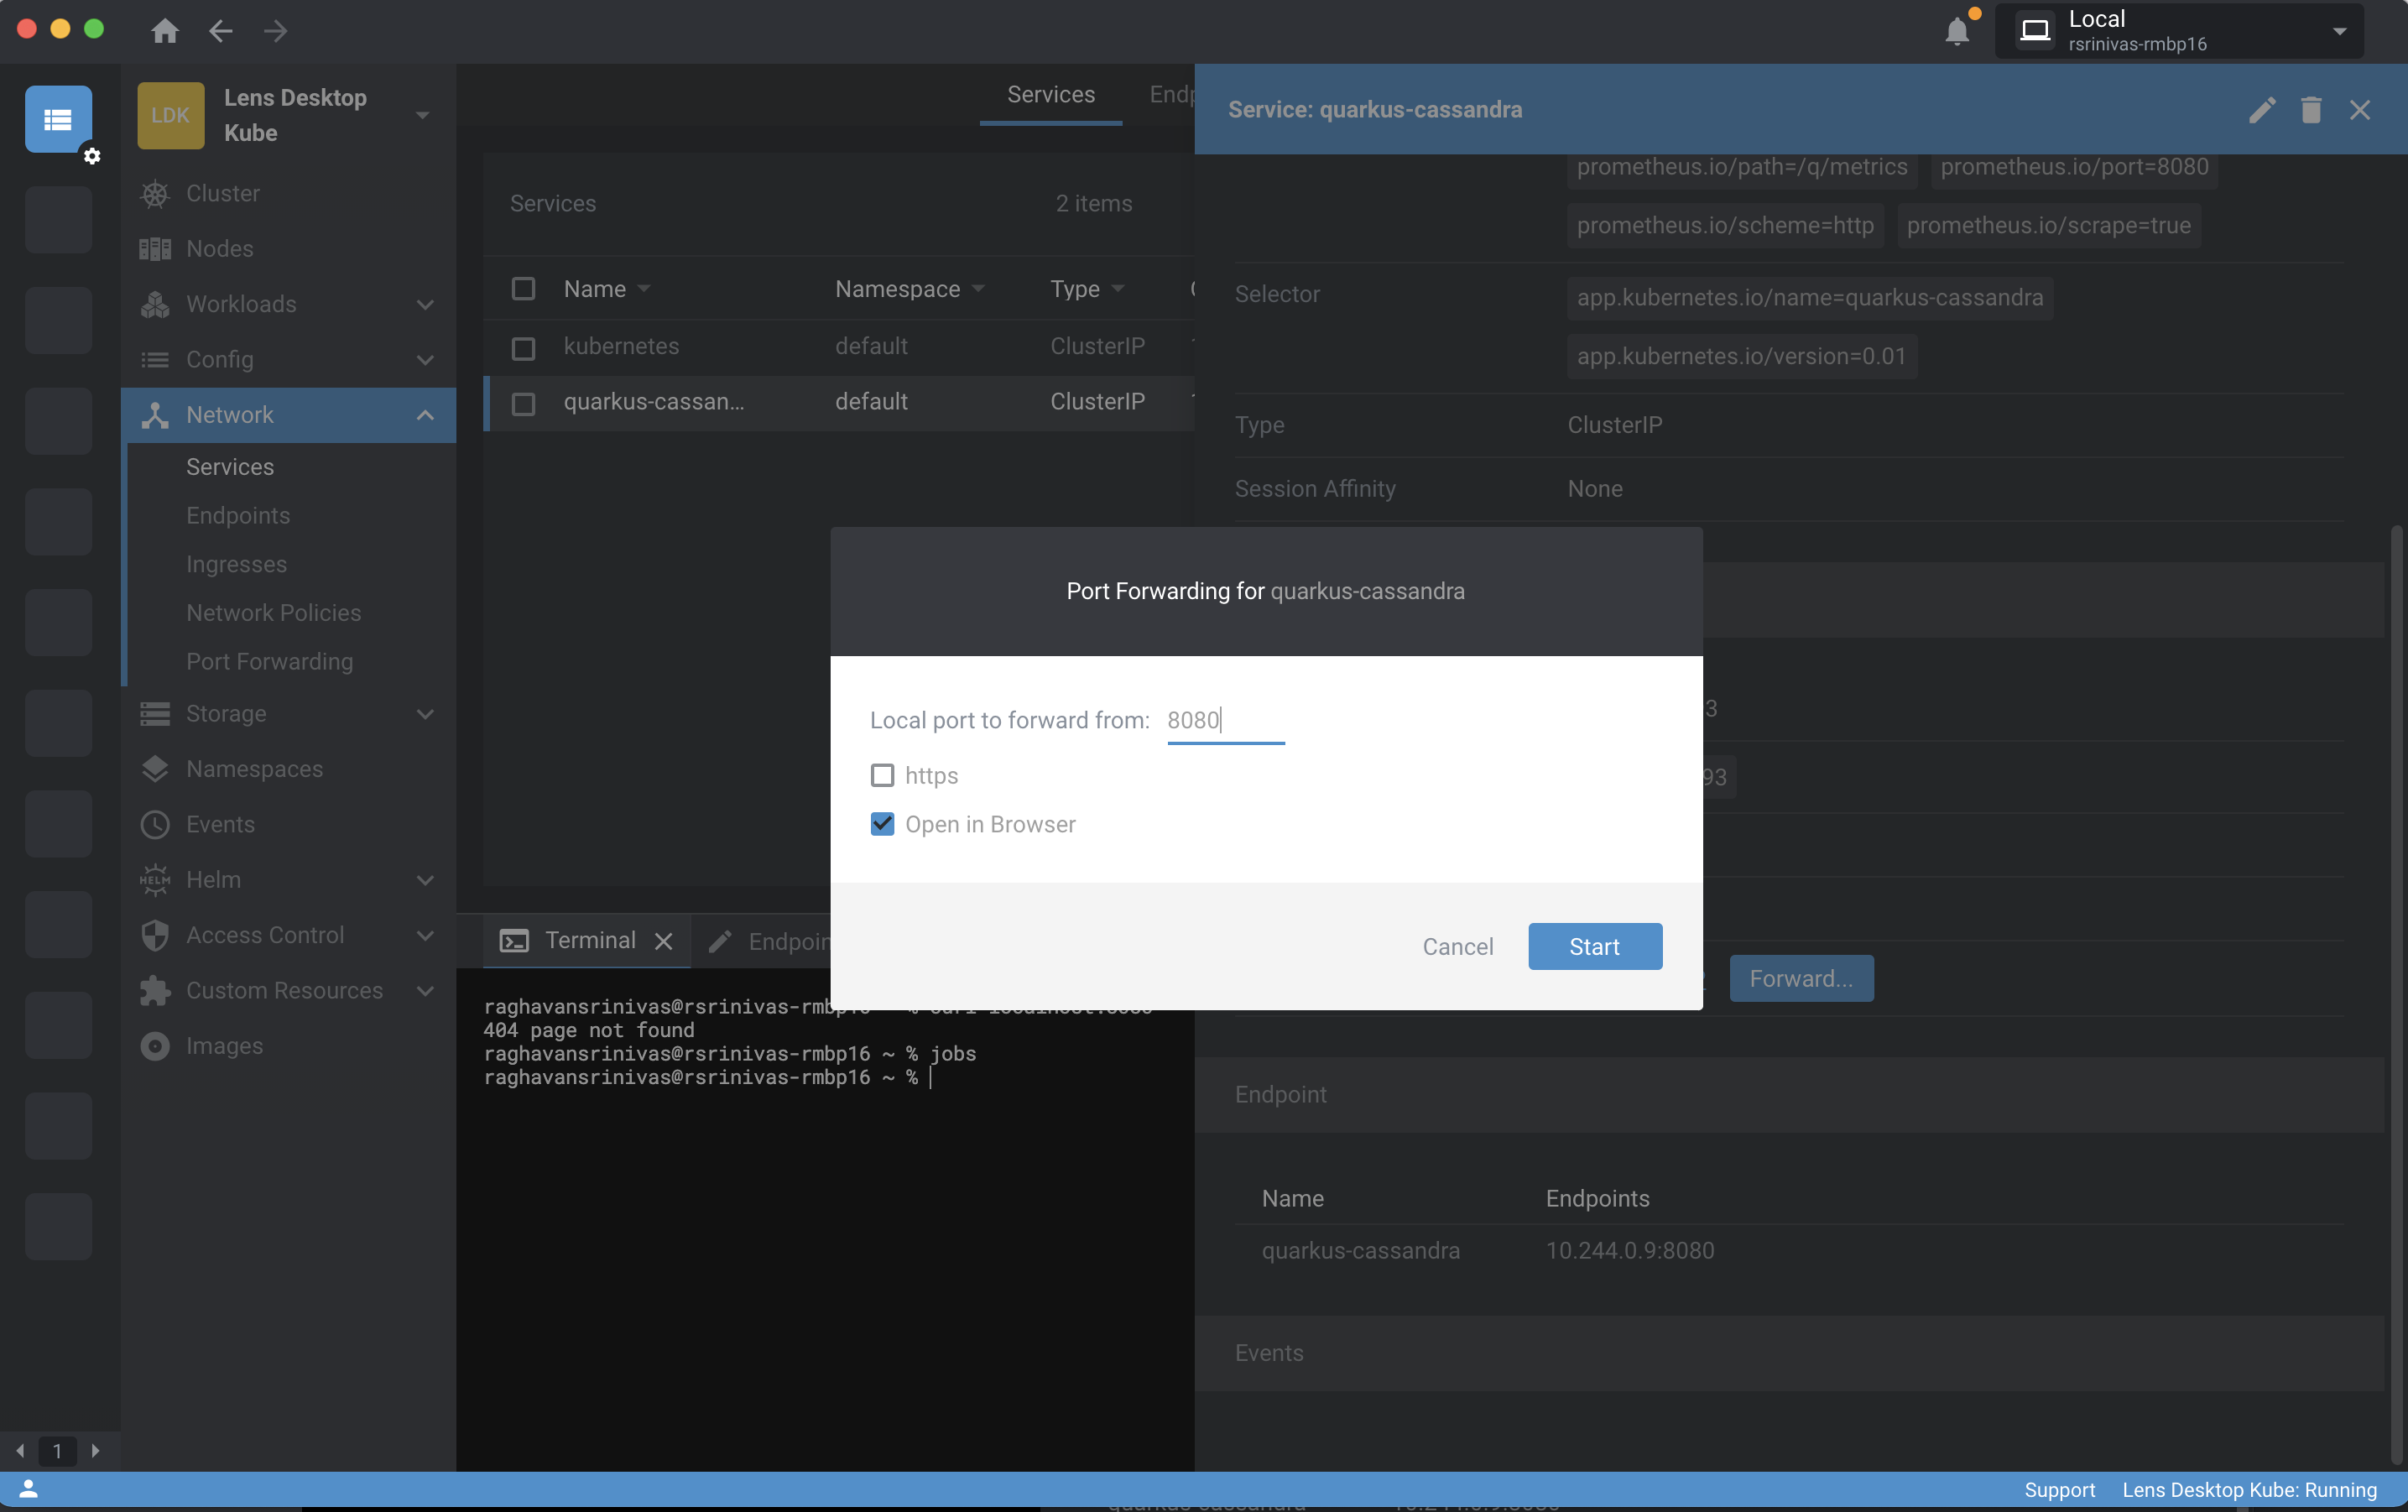 Local
rsrinivas-rmbp16
LDK
Lens Desktop
Kube
Cluster
Nodes
Workloads
Config
Network
Services
Endpoints
Ingresses
Network Policies
Port Forwarding
Storage
Namespaces
Events
HELM
Helm
Access Control
Custom Resources
Images
1
Services Endp
Services 2 items
Name Namespace Type
kubernetes default ClusterIP
quarkus-cassan... default ClusterIP
Service: quarkus-cassandra
prometheus.io/path=/q/metrics prometheus.io/port=8080
prometheus.io/scheme=http prometheus.io/scrape=true
Selector app.kubernetes.io/name=quarkus-cassandra
app.kubernetes.io/version=0.01
Type ClusterIP
Session Affinity None
3
93
Forward...
Port Forwarding for quarkus-cassandra
Local port to forward from: 8080
https
Open in Browser
Cancel Start
Terminal Endpoin
raghavansrinivas@rsrinivas-rmbp16
404 page not found
raghavansrinivas@rsrinivas-rmbp16 ~ % jobs
raghavansrinivas@rsrinivas-rmbp16 ~ %
Endpoint
Name Endpoints
quarkus-cassandra 10.244.0.9:8080
Events
Support Lens Desktop Kube: Running